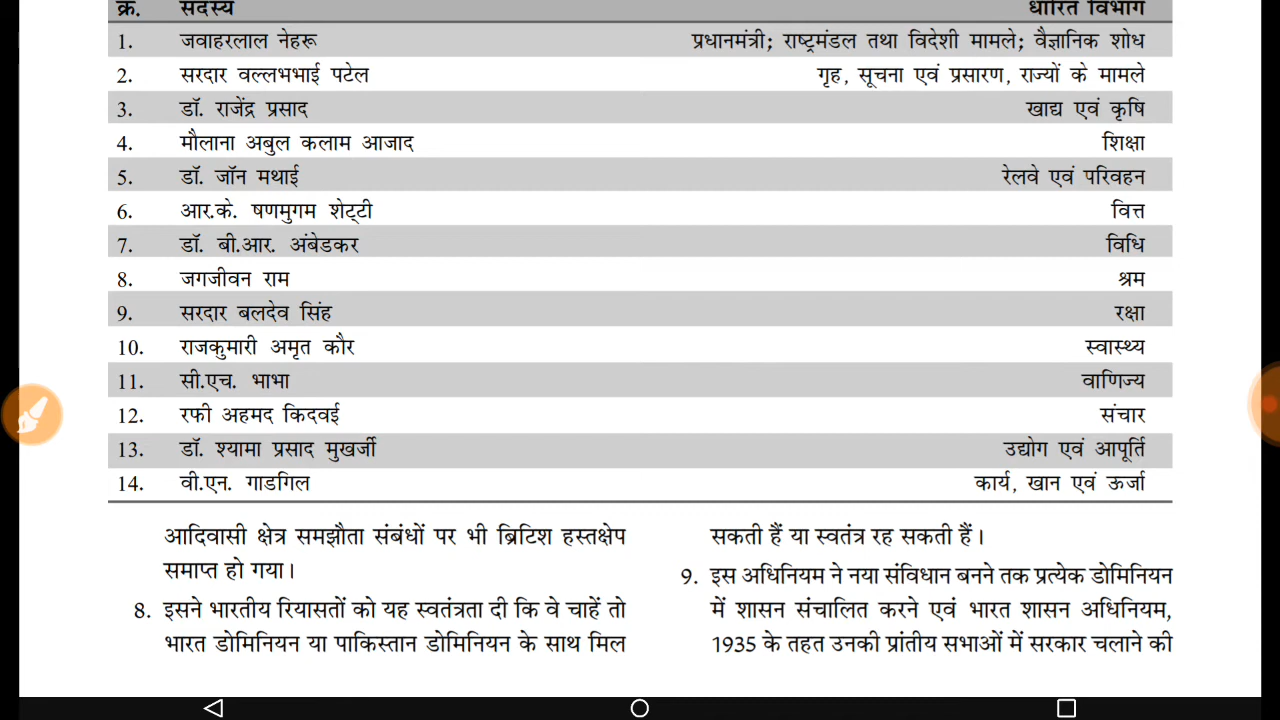 क्र. सदस्य धारित विभाग
1. जवाहरलाल नेहरू प्रधानमंत्री; राष्ट्रमंडल तथा विदेशी मामले; वैज्ञानिक शोध
2. सरदार वल्लभभाई पटेल गृह, सूचना एवं प्रसारण, राज्यों के मामले
3. डॉ. राजेंद्र प्रसाद खाद्य एवं कृषि
4. मौलाना अबुल कलाम आजाद शिक्षा
5. डॉ. जॉन मथाई रेलवे एवं परिवहन
6. आर.के. षणमुगम शेट्टी वित्त
7. डॉ. बी.आर. अंबेडकर विधि
8. जगजीवन राम श्रम
9. सरदार बलदेव सिंह रक्षा
10. राजकुमारी अमृत कौर स्वास्थ्य
11. सी.एच. भाभा वाणिज्य
12. रफी अहमद किदवई संचार
13. डॉ. श्यामा प्रसाद मुखर्जी उद्योग एवं आपूर्ति
14. वी.एन. गाडगिल कार्य, खान एवं ऊर्जा
आदिवासी क्षेत्र समझौता संबंधों पर भी ब्रिटिश हस्तक्षेप
समाप्त हो गया।
8. इसने भारतीय रियासतों को यह स्वतंत्रता दी कि वे चाहें तो
भारत डोमिनियन या पाकिस्तान डोमिनियन के साथ मिल
सकती हैं या स्वतंत्र रह सकती हैं।
9. इस अधिनियम ने नया संविधान बनने तक प्रत्येक डोमिनियन
में शासन संचालित करने एवं भारत शासन अधिनियम,
1935 के तहत उनकी प्रांतीय सभाओं में सरकार चलाने की